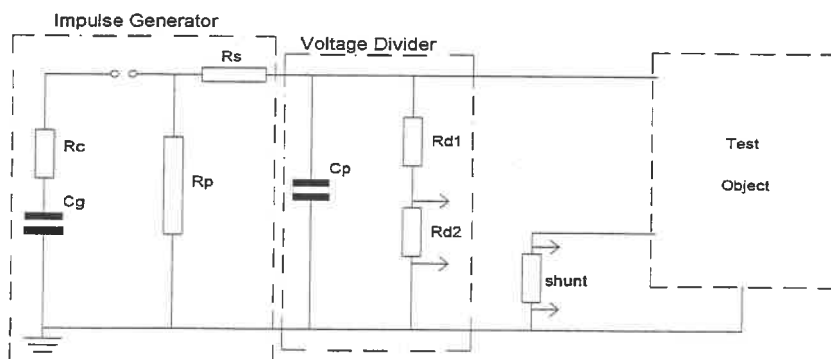 Impulse Generator
Voltage Divider
Rs
Rc
Rp
Cg
Cp
Rd1
Rd2
shunt
Test
Object